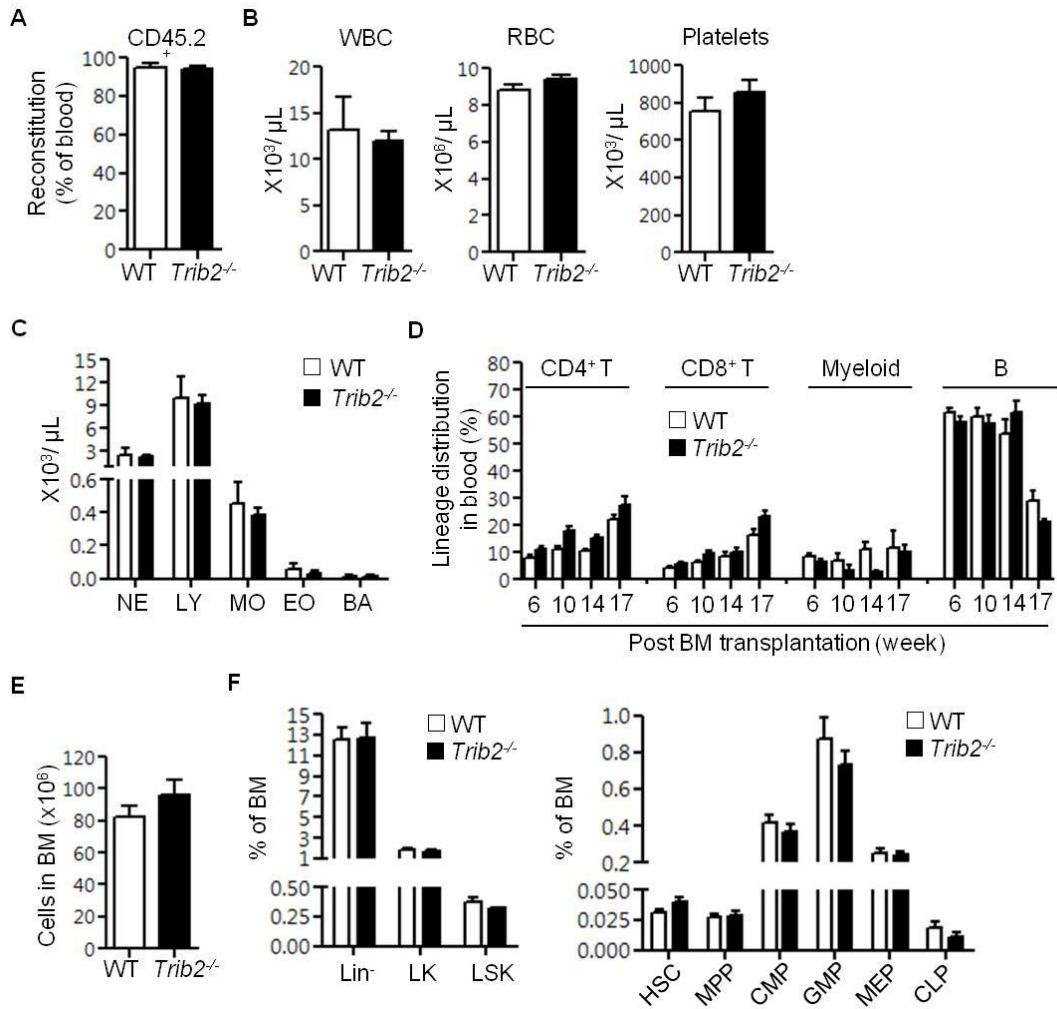 A
CD45.2
+
Reconstitution
(% of blood)
100
80
60
40
20
0
WT Trib2-/-
B
WBC
X10³/ µL
20
15
10
5
0
WT Trib2-/-
RBC
X10⁶/ µL
10
8
6
4
2
0
WT Trib2-/-
Platelets
X10³/ µL
1000
800
600
400
200
0
WT Trib2-/-
C
X10³/ µL
15
12
9
6
3
0.6
0.4
0.2
0.0
WT
Trib2-/-
NE LY MO EO BA
D
Lineage distribution
in blood (%)
80
70
60
50
40
30
20
10
0
CD4⁺ T CD8⁺ T Myeloid B
WT
Trib2-/-
6 10 14 17 6 10 14 17 6 10 14 17 6 10 14 17
Post BM transplantation (week)
E
Cells in BM (x10⁶)
120
100
80
60
40
20
0
WT Trib2-/-
F
% of BM
15
13
11
9
7
5
3
1
0.50
0.25
0.00
WT
Trib2-/-
Lin⁻ LK LSK
% of BM
1.0
0.8
0.6
0.4
0.2
0.050
0.025
0.000
WT
Trib2-/-
HSC MPP CMP GMP MEP CLP